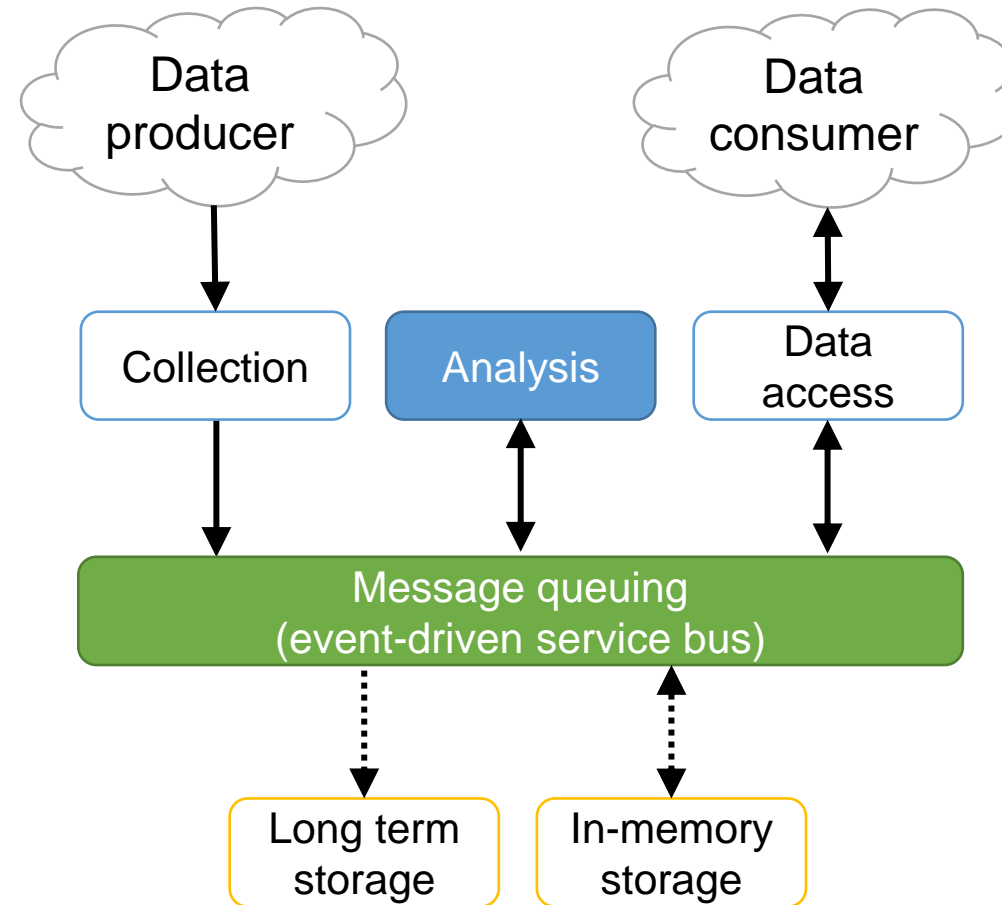 Data
producer
Data
consumer
Collection
Analysis
Data
access
Message queuing
(event-driven service bus)
Long term
storage
In-memory
storage